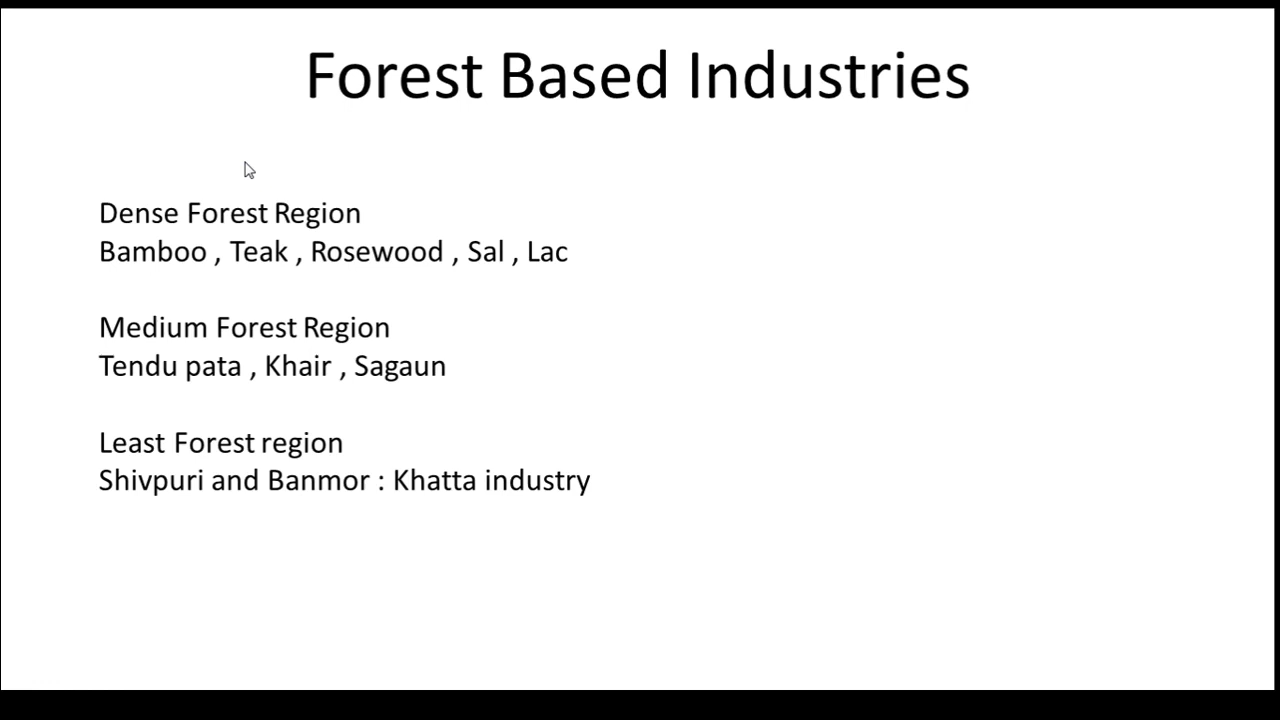 Forest Based Industries
Dense Forest Region
Bamboo , Teak , Rosewood , Sal , Lac
Medium Forest Region
Tendu pata , Khair , Sagaun
Least Forest region
Shivpuri and Banmor : Khatta industry